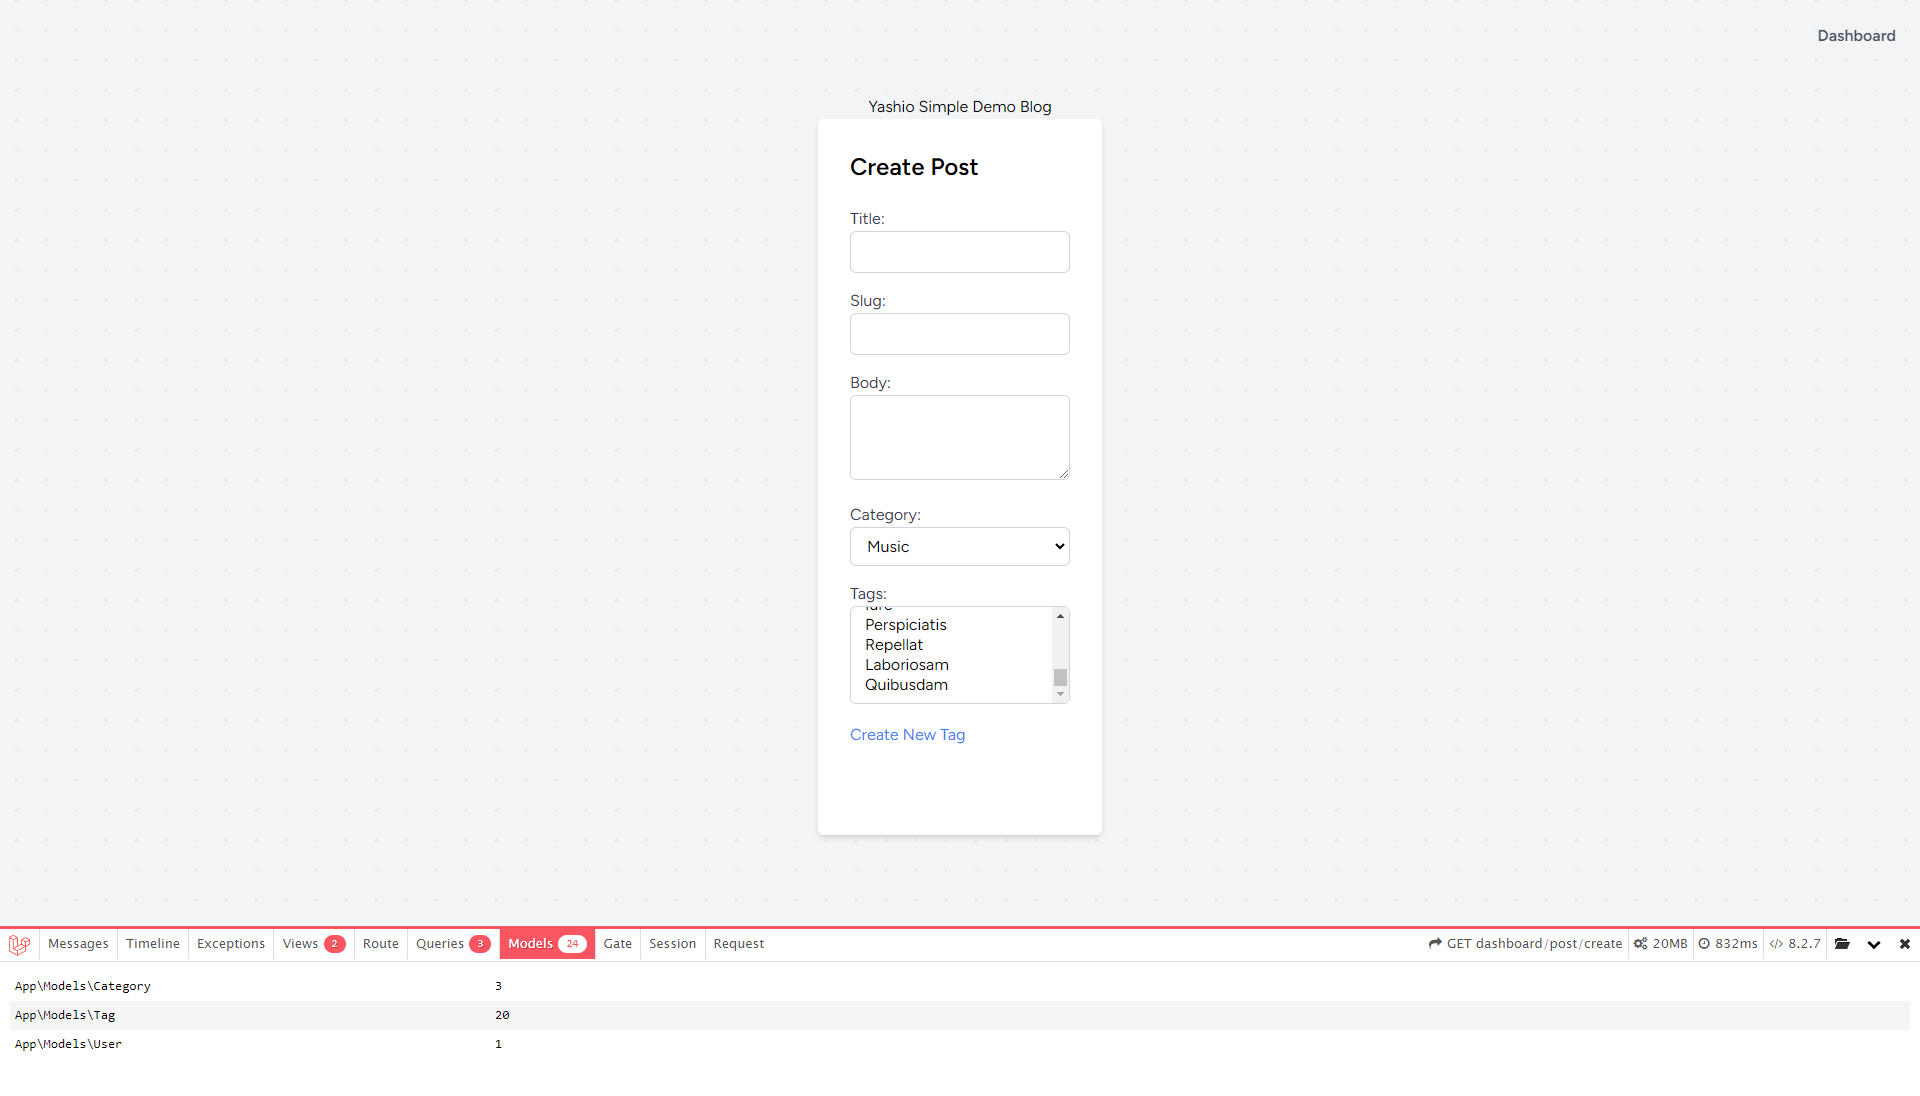 Dashboard
Yashio Simple Demo Blog
Create Post
Title:
Slug:
Body:
Category:
Music
Tags:
Perspiciatis
Repellat
Laboriosam
Quibusdam
Create New Tag
Messages Timeline Exceptions Views 2 Route Queries 3 Models 24 Gate Session Request GET dashboard/post/create 20MB 832ms 8.2.7
App\Models\Category 3
App\Models\Tag 20
App\Models\User 1